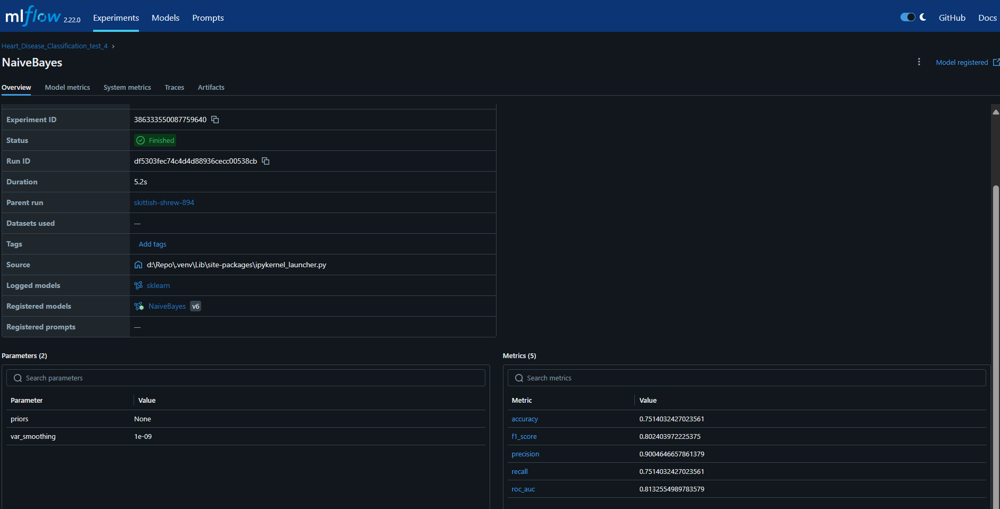 mlflow 2.22.0 Experiments Models Prompts GitHub Docs
Heart_Disease_Classification_test_4
NaiveBayes
Model registered
Overview Model metrics System metrics Traces Artifacts
Experiment ID 386333550087759640
Status Finished
Run ID df5303fec74c4d4d88936cecc00538cb
Duration 5.2s
Parent run skittish-shrew-894
Datasets used —
Tags Add tags
Source d:\Repo\.venv\Lib\site-packages\ipykernel_launcher.py
Logged models sklearn
Registered models NaiveBayes v6
Registered prompts —
Parameters (2)
Search parameters
Parameter Value
priors None
var_smoothing 1e-09
Metrics (5)
Search metrics
Metric Value
accuracy 0.7514032427023561
f1_score 0.802403972225375
precision 0.9004646657861379
recall 0.7514032427023561
roc_auc 0.8132554989783579